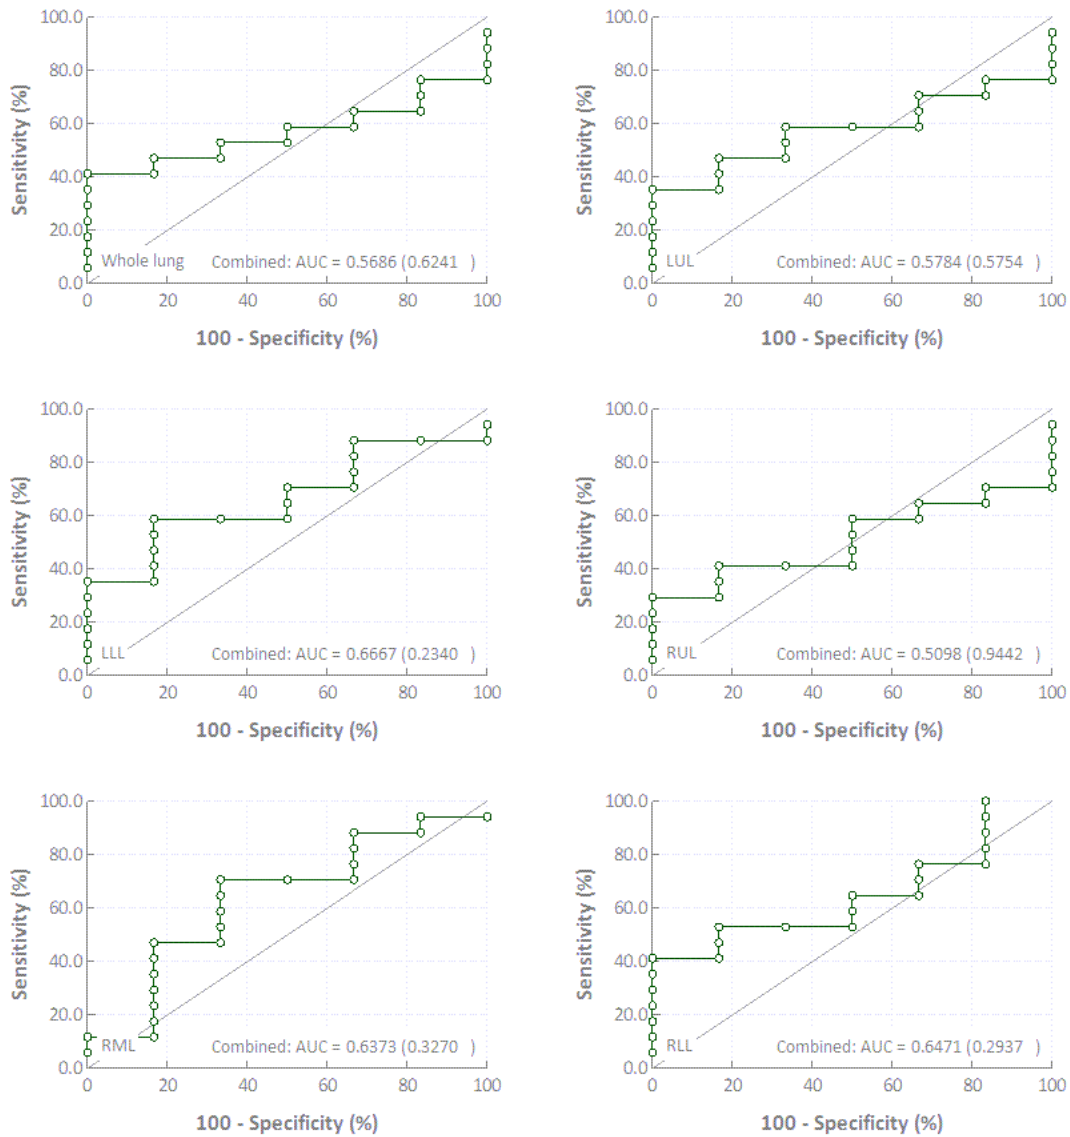 100.0
80.0
60.0
40.0
20.0
0.0
Sensitivity (%)
Whole lung
Combined: AUC = 0.5686 (0.6241 )
0 20 40 60 80 100
100 - Specificity (%)
100.0
80.0
60.0
40.0
20.0
0.0
Sensitivity (%)
LUL
Combined: AUC = 0.5784 (0.5754 )
0 20 40 60 80 100
100 - Specificity (%)
100.0
80.0
60.0
40.0
20.0
0.0
Sensitivity (%)
LLL
Combined: AUC = 0.6667 (0.2340 )
0 20 40 60 80 100
100 - Specificity (%)
100.0
80.0
60.0
40.0
20.0
0.0
Sensitivity (%)
RUL
Combined: AUC = 0.5098 (0.9442 )
0 20 40 60 80 100
100 - Specificity (%)
100.0
80.0
60.0
40.0
20.0
0.0
Sensitivity (%)
RML
Combined: AUC = 0.6373 (0.3270 )
0 20 40 60 80 100
100 - Specificity (%)
100.0
80.0
60.0
40.0
20.0
0.0
Sensitivity (%)
RLL
Combined: AUC = 0.6471 (0.2937 )
0 20 40 60 80 100
100 - Specificity (%)